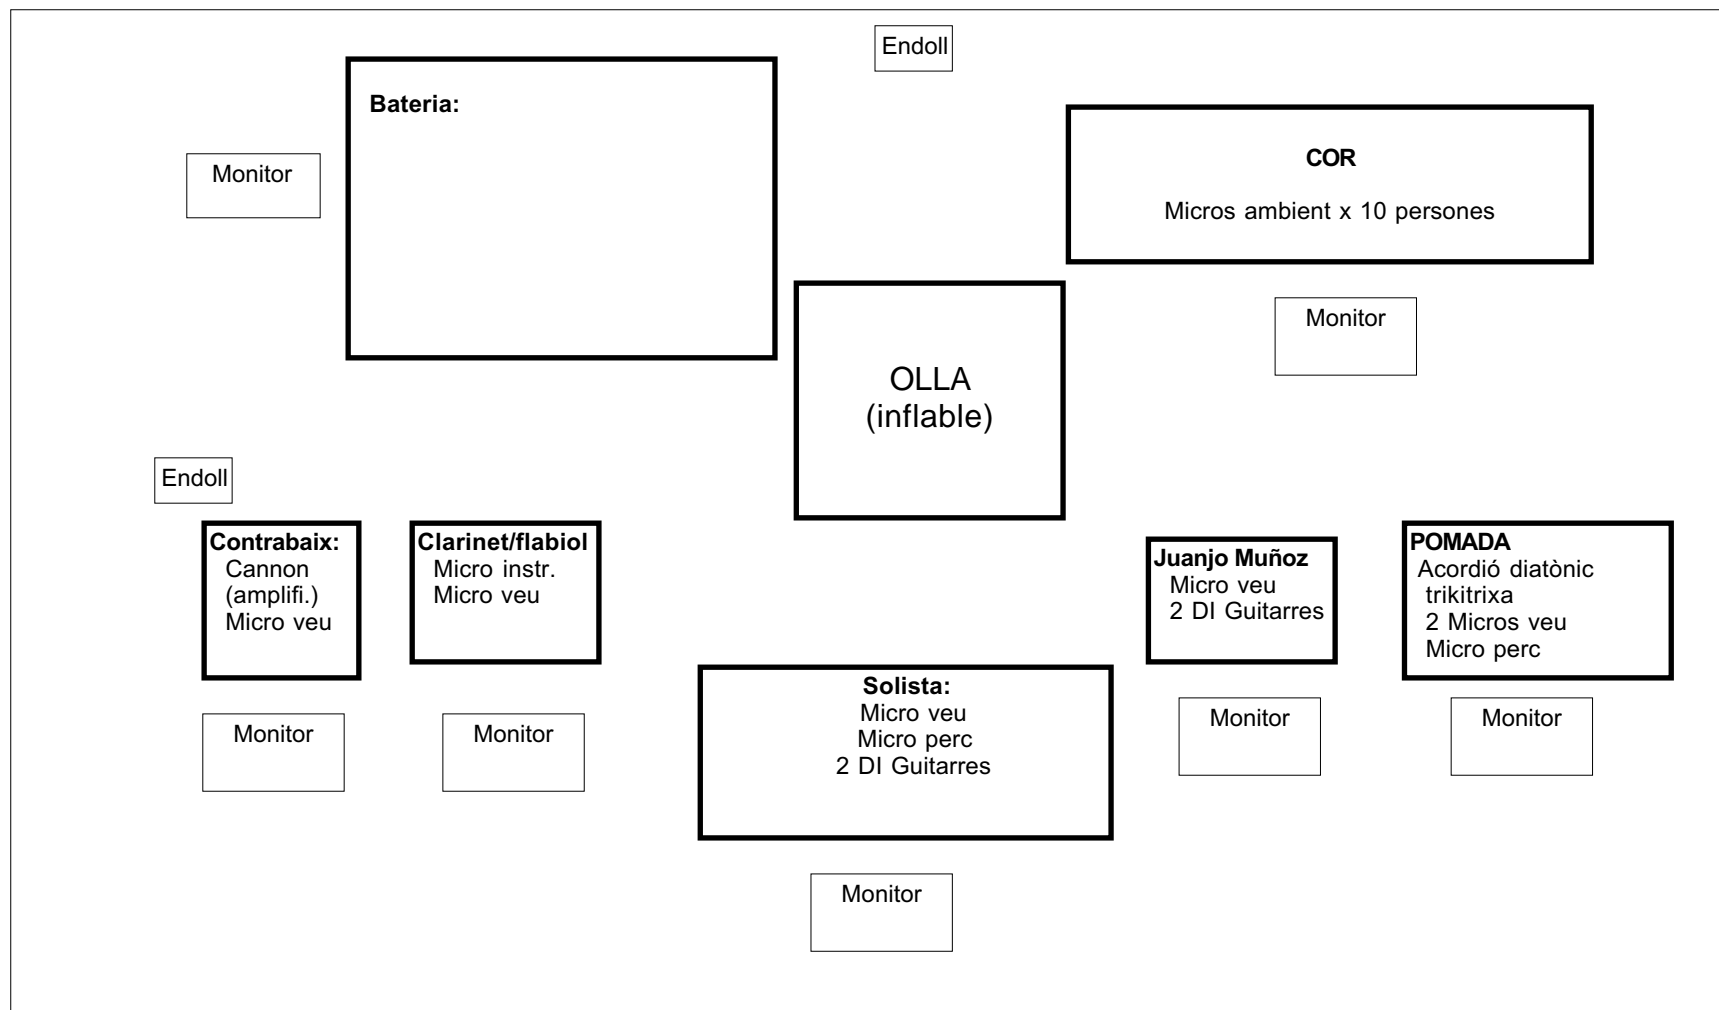 Endoll
Bateria:
Monitor
COR
Micros ambient x 10 persones
Monitor
OLLA
(inflable)
Endoll
Contrabaix:
Cannon
(amplifi.)
Micro veu
Monitor
Clarinet/flabiol
Micro instr.
Micro veu
Monitor
Solista:
Micro veu
Micro perc
2 DI Guitarres
Monitor
Juanjo Muñoz
Micro veu
2 DI Guitarres
Monitor
POMADA
Acordió diatònic
trikitrixa
2 Micros veu
Micro perc
Monitor